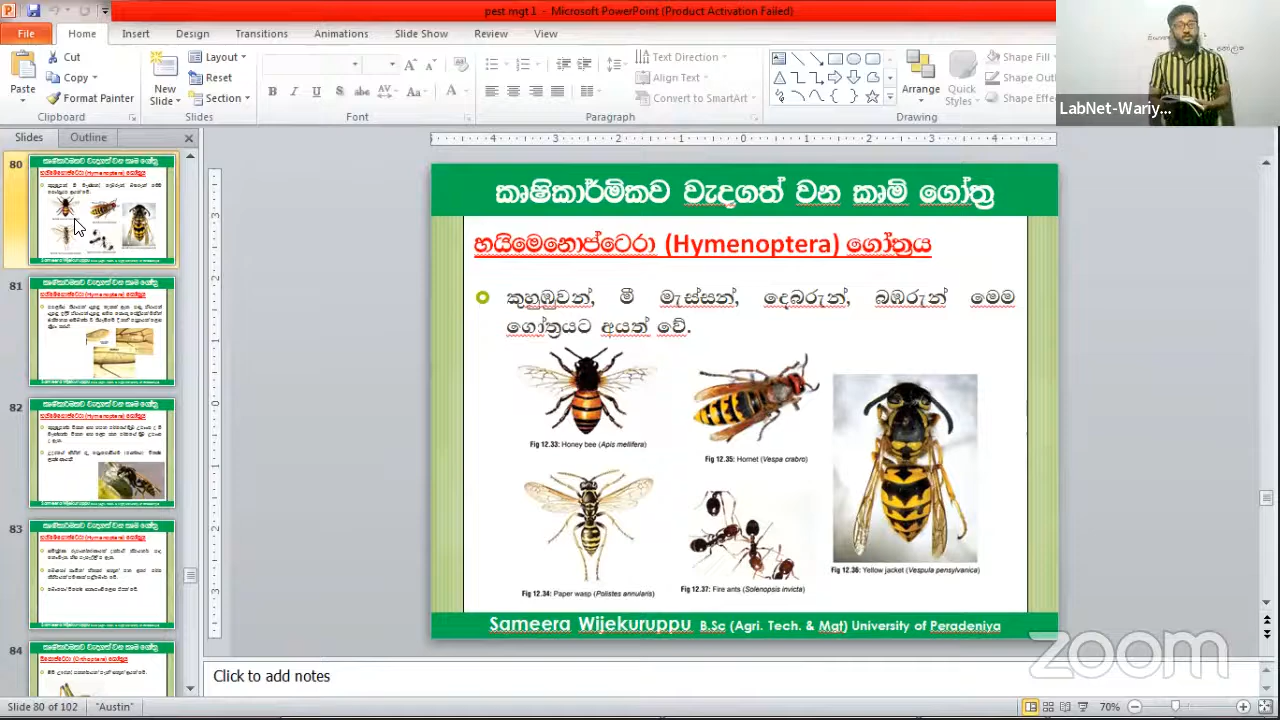 pest mgt 1 - Microsoft PowerPoint (Product Activation Failed)
File Home Insert Design Transitions Animations Slide Show Review View
Cut
Copy
Format Painter
Paste
Clipboard
New
Slide
Layout
Reset
Section
Slides
Font
Text Direction
Align Text
Convert to SmartArt
Paragraph
Arrange
Quick
Styles
Shape Fill
Shape Out
Shape Effe
Drawing
LabNet-Wariy...
Slides Outline
80
81
82
83
84
කෘෂිකාර්මිකව වැදගත් වන කෘමි ගෝත්‍ර
හයිමෙනොප්ටෙරා (Hymenoptera) ගෝත්‍රය
කුහුඹුවන්, මී මැස්සන්, දෙබරුන්, බඹරුන් මෙම
ගෝත්‍රයට අයත් වේ.
Fig 12.33: Honey bee (Apis mellifera)
Fig 12.35: Hornet (Vespa crabro)
Fig 12.36: Yellow jacket (Vespula pensylvanica)
Fig 12.34: Paper wasp (Polistes annularis)
Fig 12.37: Fire ants (Solenopsis invicta)
Sameera Wijekuruppu B.Sc (Agri. Tech. & Mgt) University of Peradeniya
zoom
Click to add notes
Slide 80 of 102 "Austin" 70%